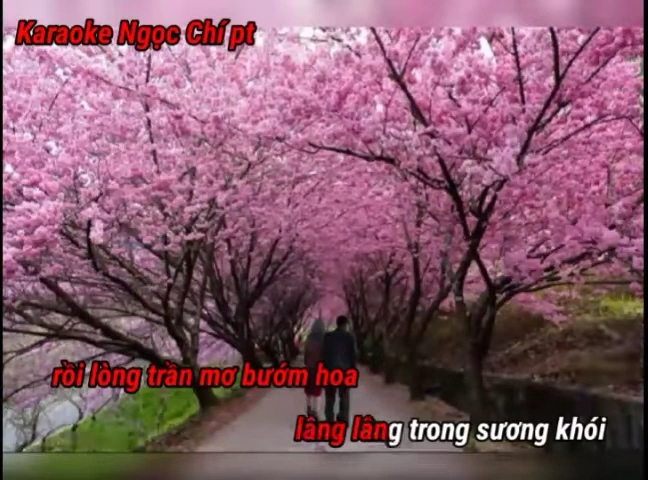 Karaoke Ngọc Chí pt
rồi lòng trần mơ bướm hoa
lâng lâng trong sương khói